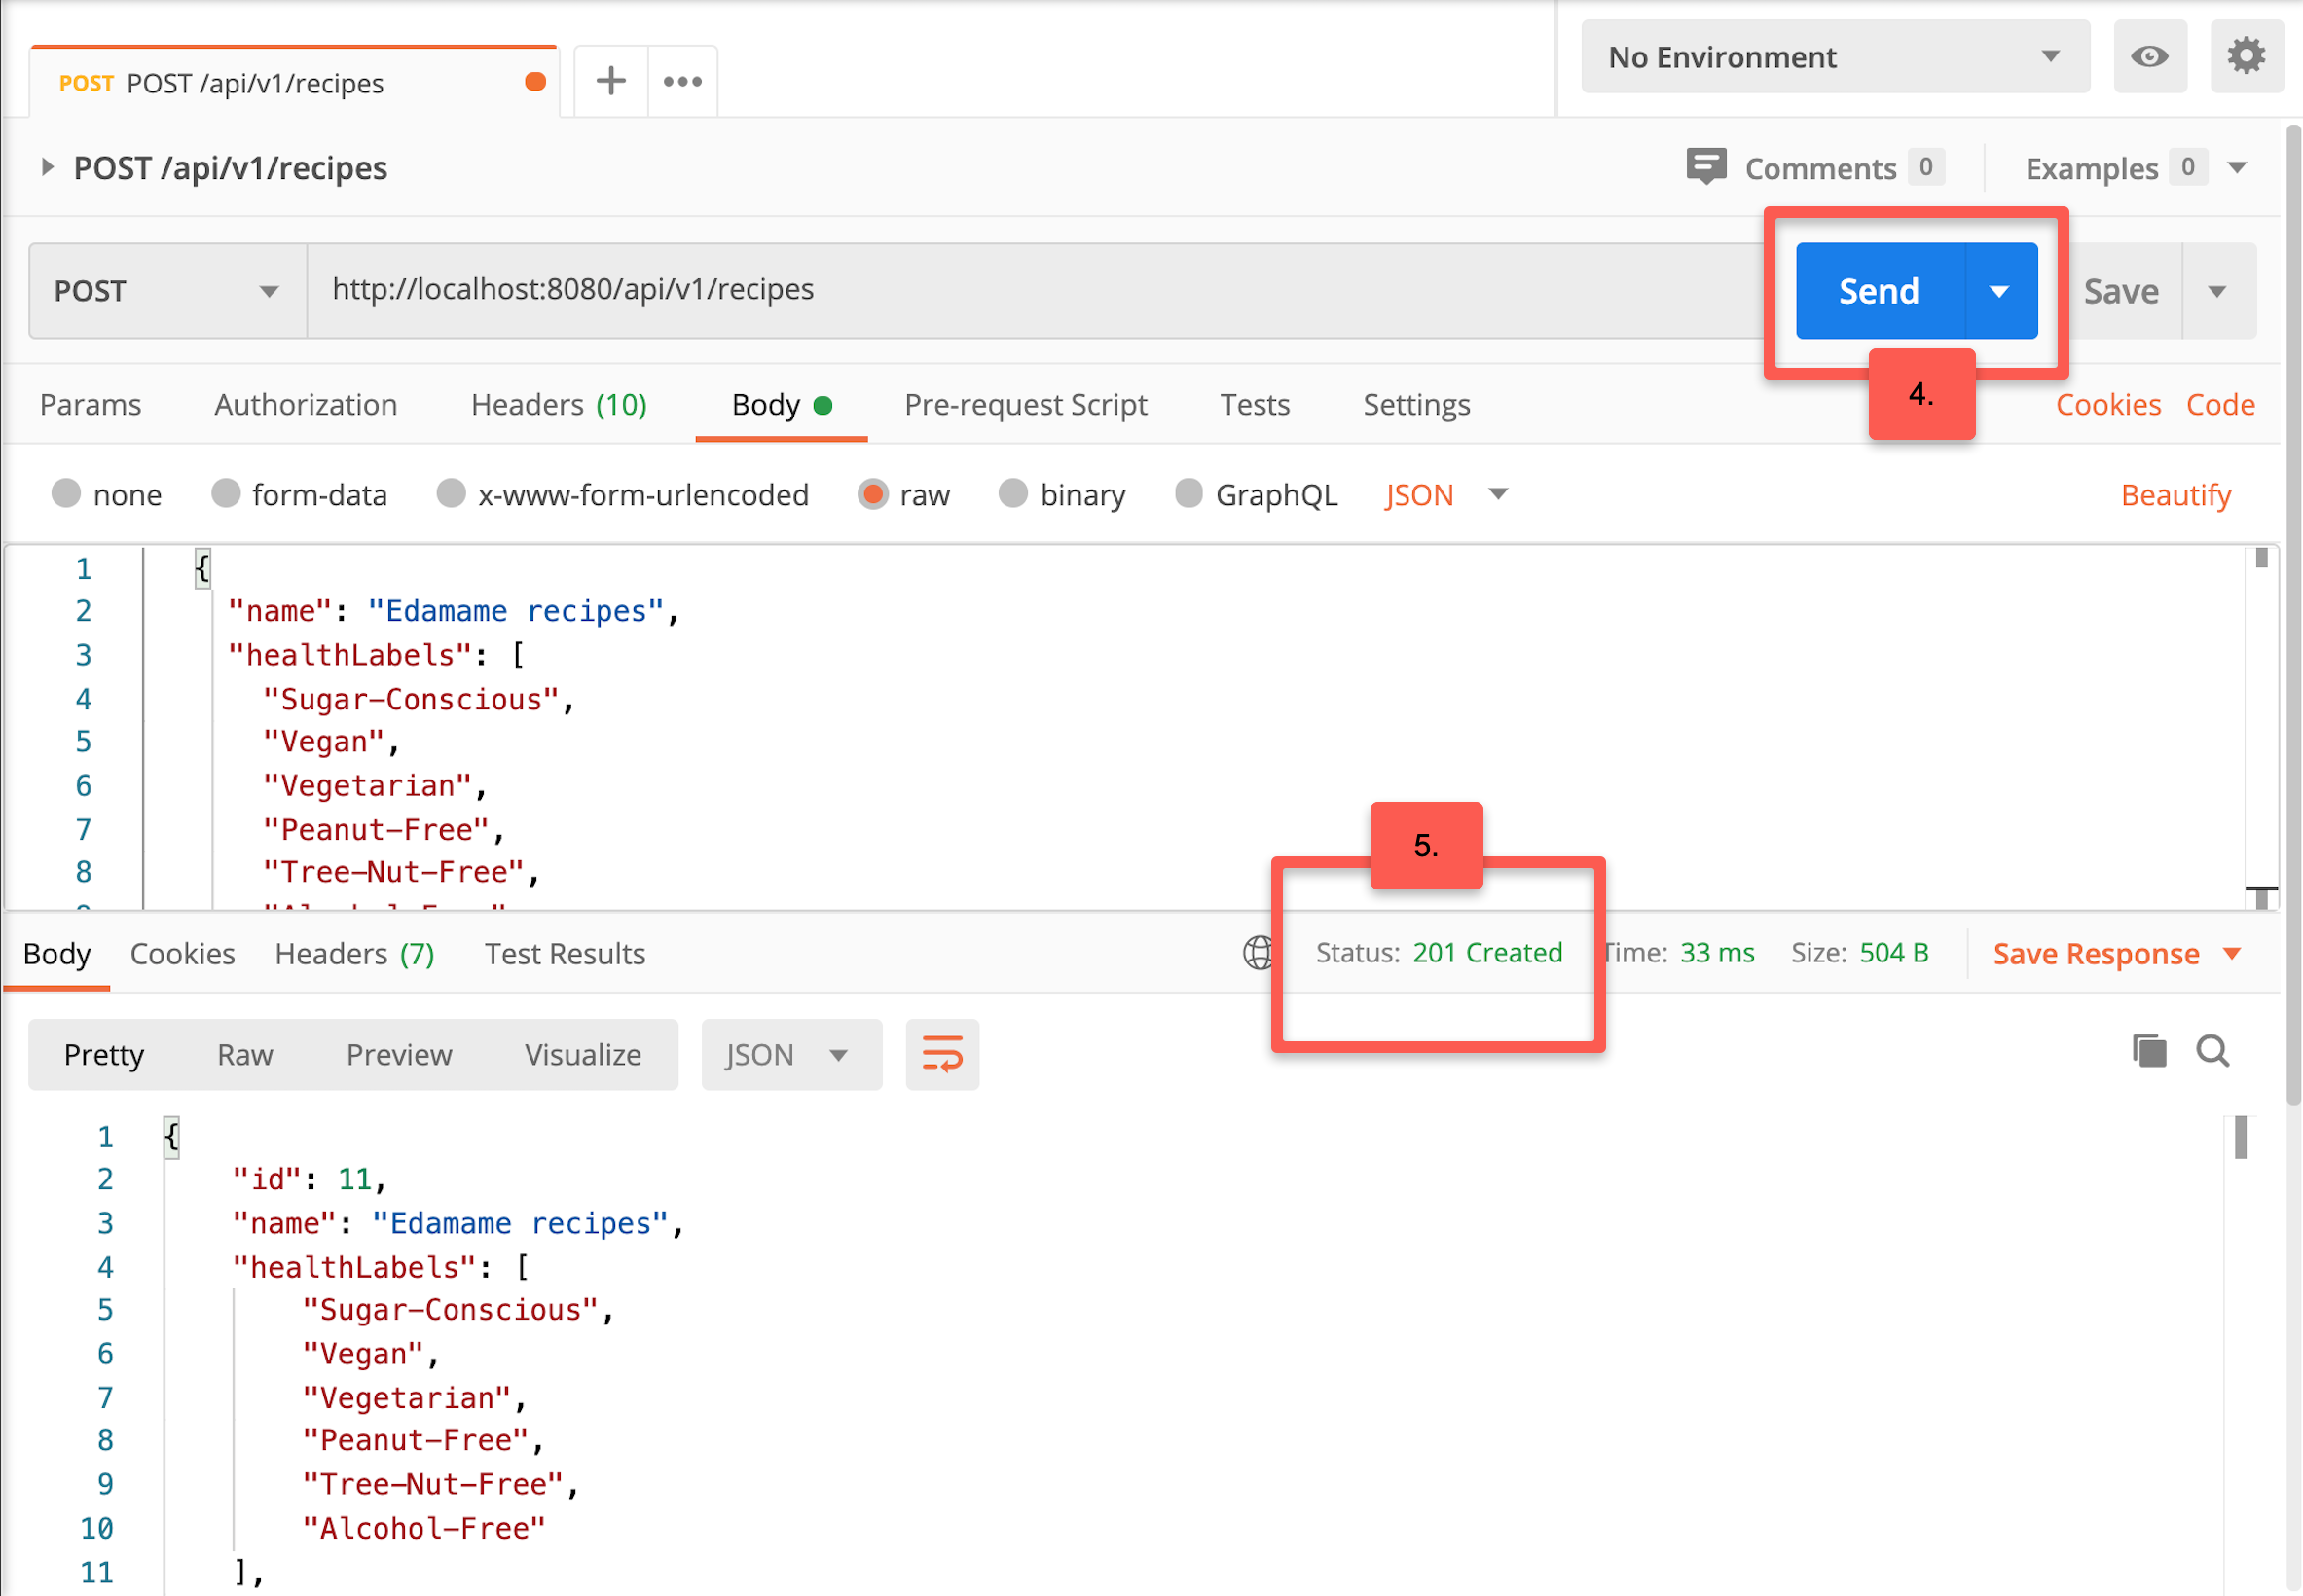 POST POST /api/v1/recipes
No Environment
POST /api/v1/recipes
Comments 0
Examples 0
POST http://localhost:8080/api/v1/recipes
Send
Save
4.
Params Authorization Headers (10) Body Pre-request Script Tests Settings Cookies Code
none form-data x-www-form-urlencoded raw binary GraphQL JSON Beautify
1 {
2 "name": "Edamame recipes",
3 "healthLabels": [
4 "Sugar-Conscious",
5 "Vegan",
6 "Vegetarian",
7 "Peanut-Free",
8 "Tree-Nut-Free",
5.
Body Cookies Headers (7) Test Results Status: 201 Created Time: 33 ms Size: 504 B Save Response
Pretty Raw Preview Visualize JSON
1 {
2 "id": 11,
3 "name": "Edamame recipes",
4 "healthLabels": [
5 "Sugar-Conscious",
6 "Vegan",
7 "Vegetarian",
8 "Peanut-Free",
9 "Tree-Nut-Free",
10 "Alcohol-Free"
11 ],